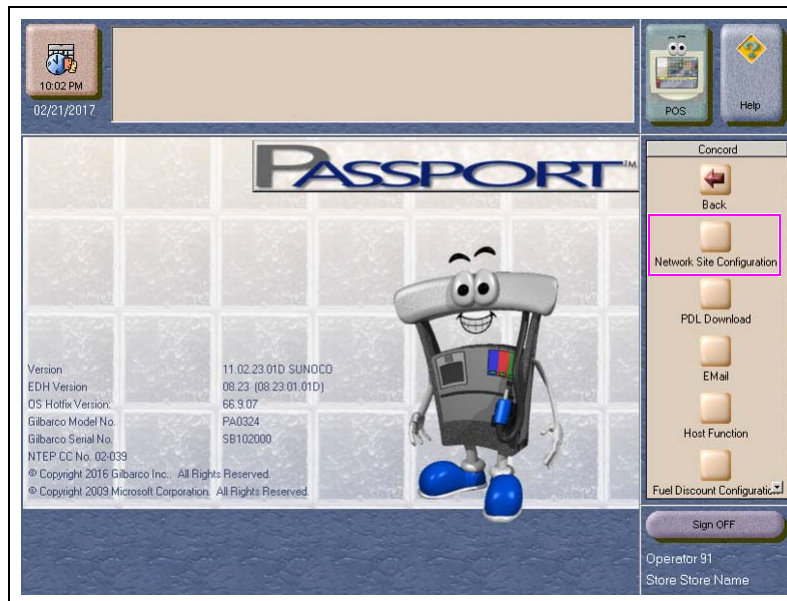 10:02 PM
02/21/2017
POS
Help
PASSPORT™
Concord
Back
Network Site Configuration
PDL Download
EMail
Host Function
Fuel Discount Configuratic
Version 11.02.23.01D SUNOCO
EDH Version 08.23 (08.23.01.01D)
OS Hotfix Version: 66.9.07
Gilbarco Model No. PA0324
Gilbarco Serial No. SB102000
NTEP CC No. 02-039
© Copyright 2016 Gilbarco Inc.. All Rights Reserved.
© Copyright 2009 Microsoft Corporation. All Rights Reserved.
Sign OFF
Operator 91
Store Store Name